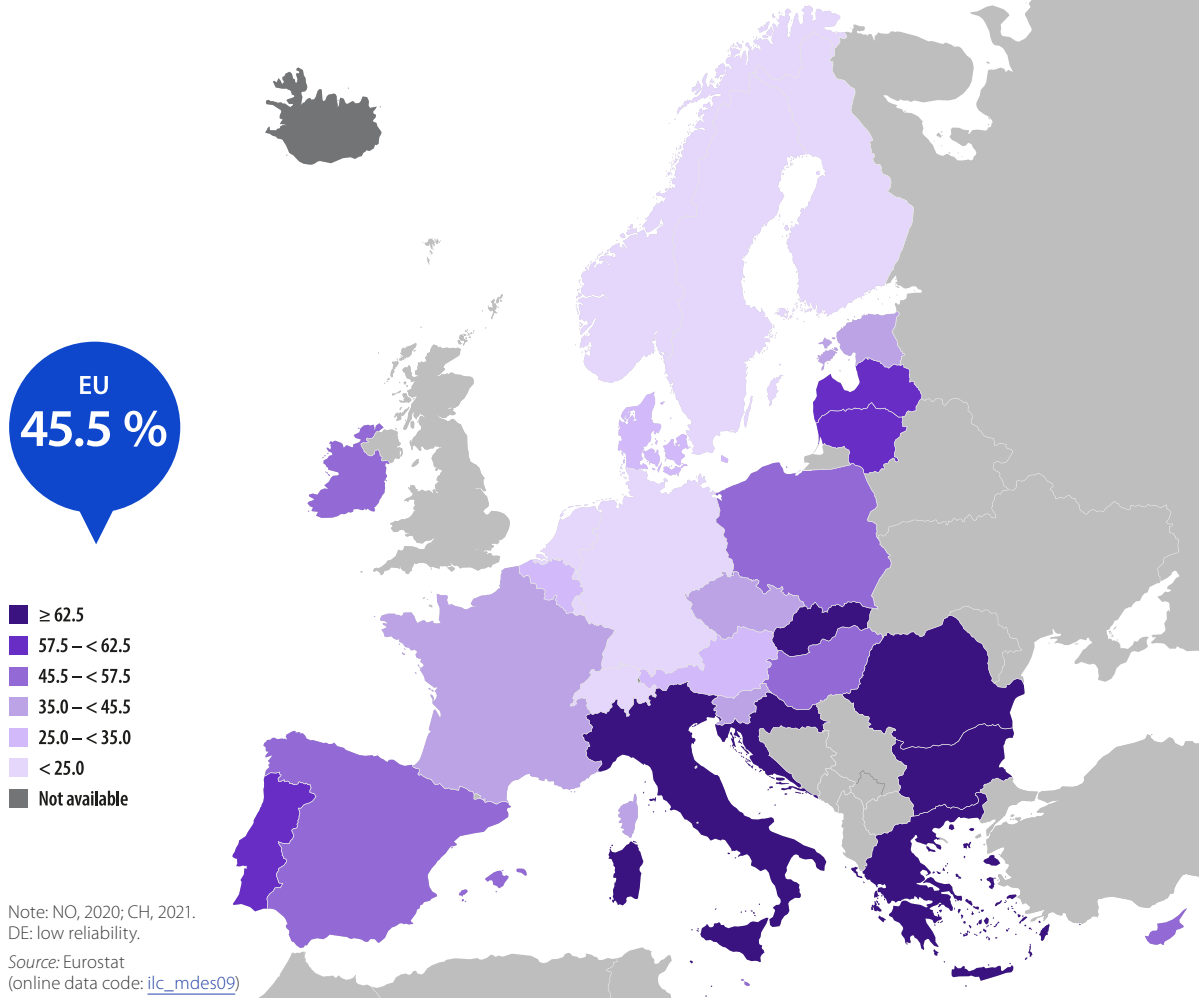 EU
45.5 %
≥ 62.5
57.5 – < 62.5
45.5 – < 57.5
35.0 – < 45.5
25.0 – < 35.0
< 25.0
Not available
Note: NO, 2020; CH, 2021.
DE: low reliability.
Source: Eurostat
(online data code: ilc_mdes09)